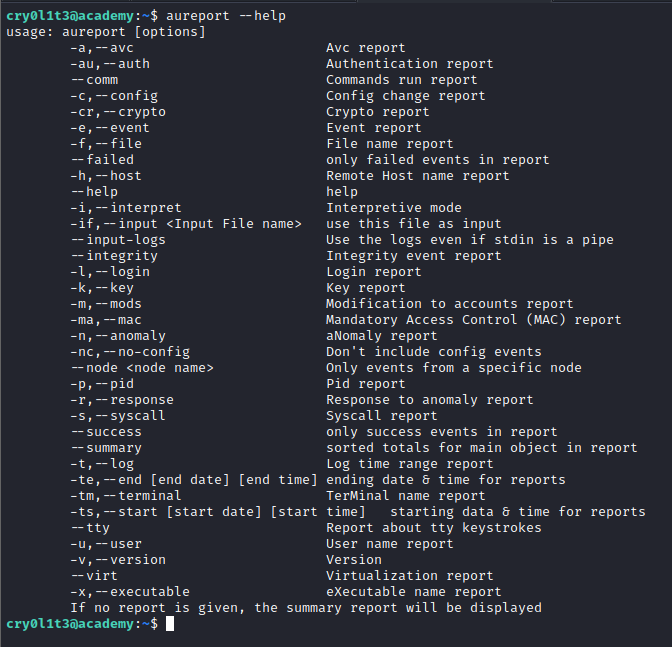 cry0l1t3@academy:~$ aureport --help
usage: aureport [options]
-a,--avc Avc report
-au,--auth Authentication report
--comm Commands run report
-c,--config Config change report
-cr,--crypto Crypto report
-e,--event Event report
-f,--file File name report
--failed only failed events in report
-h,--host Remote Host name report
--help help
-i,--interpret Interpretive mode
-if,--input <Input File name> use this file as input
--input-logs Use the logs even if stdin is a pipe
--integrity Integrity event report
-l,--login Login report
-k,--key Key report
-m,--mods Modification to accounts report
-ma,--mac Mandatory Access Control (MAC) report
-n,--anomaly aNomaly report
-nc,--no-config Don't include config events
--node <node name> Only events from a specific node
-p,--pid Pid report
-r,--response Response to anomaly report
-s,--syscall Syscall report
--success only success events in report
--summary sorted totals for main object in report
-t,--log Log time range report
-te,--end [end date] [end time] ending date & time for reports
-tm,--terminal TerMinal name report
-ts,--start [start date] [start time] starting data & time for reports
--tty Report about tty keystrokes
-u,--user User name report
-v,--version Version
--virt Virtualization report
-x,--executable eXecutable name report
If no report is given, the summary report will be displayed
cry0l1t3@academy:~$